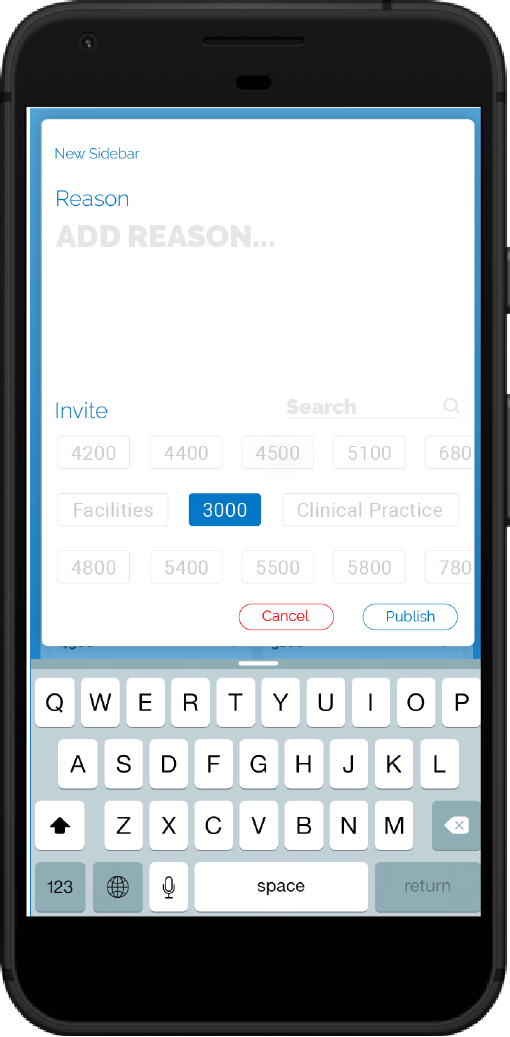 New Sidebar
Reason
ADD REASON...
Invite Search
4200 4400 4500 5100 680
Facilities 3000 Clinical Practice
4800 5400 5500 5800 780
Cancel Publish
Q W E R T Y U I O P
A S D F G H J K L
Z X C V B N M
123 space return